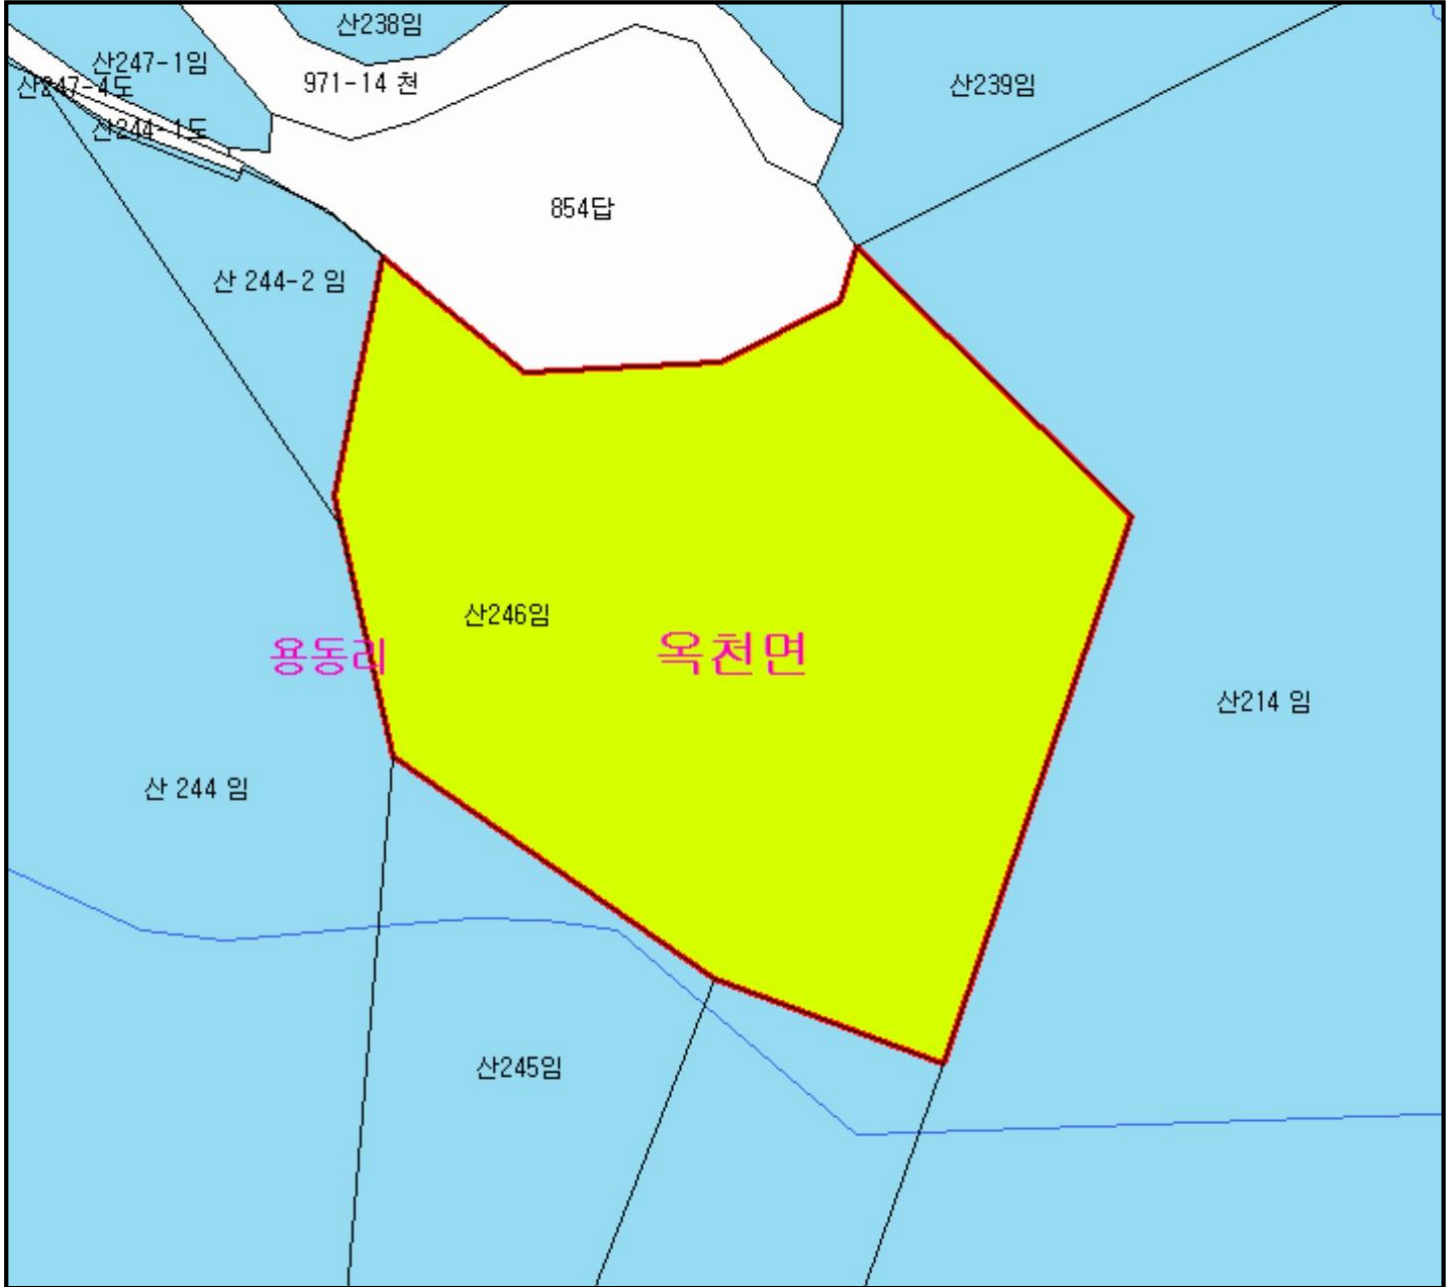 산238임
산247-1임
971-14 천
산239임
산247-4도
산244-1도
854답
산 244-2 임
산246임
용동리
옥천면
산214 임
산 244 임
산245임